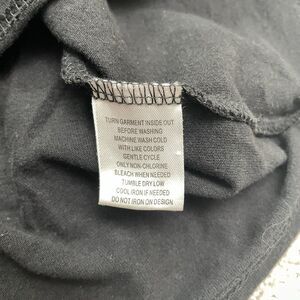 TURN GARMENT INSIDE OUT
BEFORE WASHING
MACHINE WASH COLD
WITH LIKE COLORS
GENTLE CYCLE
ONLY NON-CHLORINE
BLEACH WHEN NEEDED
TUMBLE DRY LOW
COOL IRON IF NEEDED
DO NOT IRON ON DESIGN